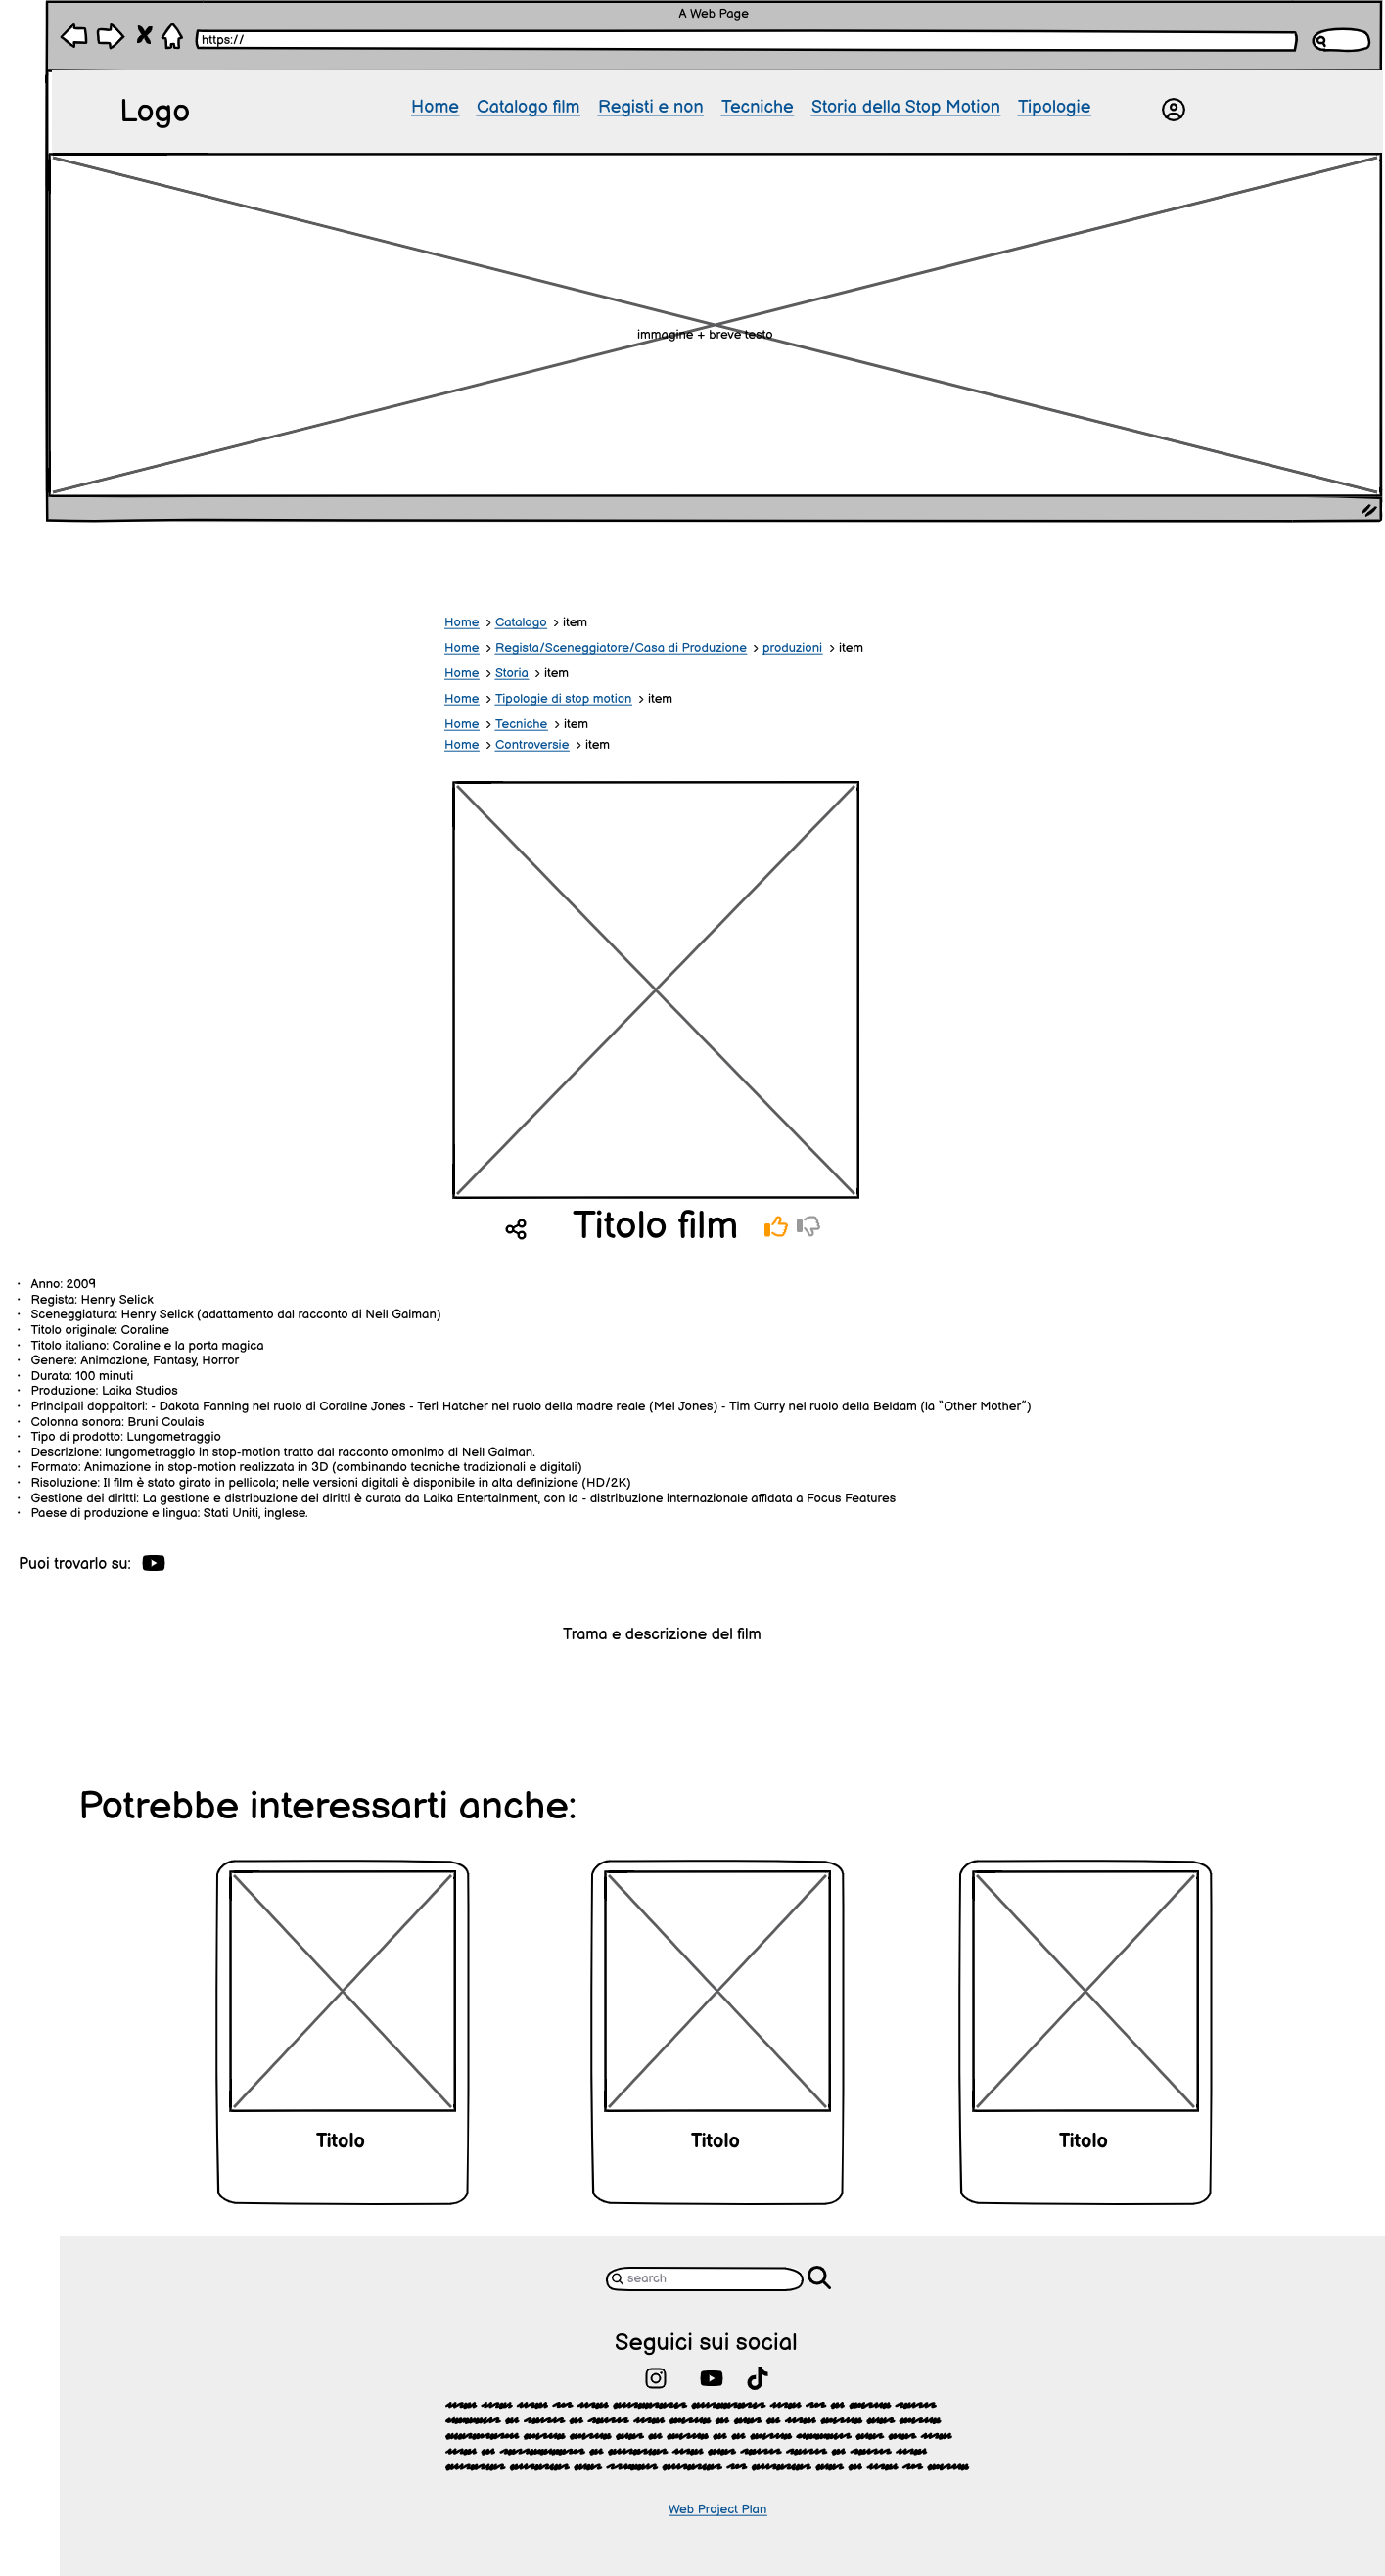 A Web Page
https://
Logo
Home Catalogo film Registi e non Tecniche Storia della Stop Motion Tipologie
immagine + breve testo
Home > Catalogo > item
Home > Regista/Sceneggiatore/Casa di Produzione > produzioni > item
Home > Storia > item
Home > Tipologie di stop motion > item
Home > Tecniche > item
Home > Controversie > item
Titolo film
· Anno: 2009
· Regista: Henry Selick
· Sceneggiatura: Henry Selick (adattamento dal racconto di Neil Gaiman)
· Titolo originale: Coraline
· Titolo italiano: Coraline e la porta magica
· Genere: Animazione, Fantasy, Horror
· Durata: 100 minuti
· Produzione: Laika Studios
· Principali doppaitori: - Dakota Fanning nel ruolo di Coraline Jones - Teri Hatcher nel ruolo della madre reale (Mel Jones) - Tim Curry nel ruolo della Beldam (la “Other Mother”)
· Colonna sonora: Bruni Coulais
· Tipo di prodotto: Lungometraggio
· Descrizione: lungometraggio in stop-motion tratto dal racconto omonimo di Neil Gaiman.
· Formato: Animazione in stop-motion realizzata in 3D (combinando tecniche tradizionali e digitali)
· Risoluzione: Il film è stato girato in pellicola; nelle versioni digitali è disponibile in alta definizione (HD/2K)
· Gestione dei diritti: La gestione e distribuzione dei diritti è curata da Laika Entertainment, con la - distribuzione internazionale affidata a Focus Features
· Paese di produzione e lingua: Stati Uniti, inglese.
Puoi trovarlo su:
Trama e descrizione del film
Potrebbe interessarti anche:
Titolo Titolo Titolo
search
Seguici sui social
Web Project Plan